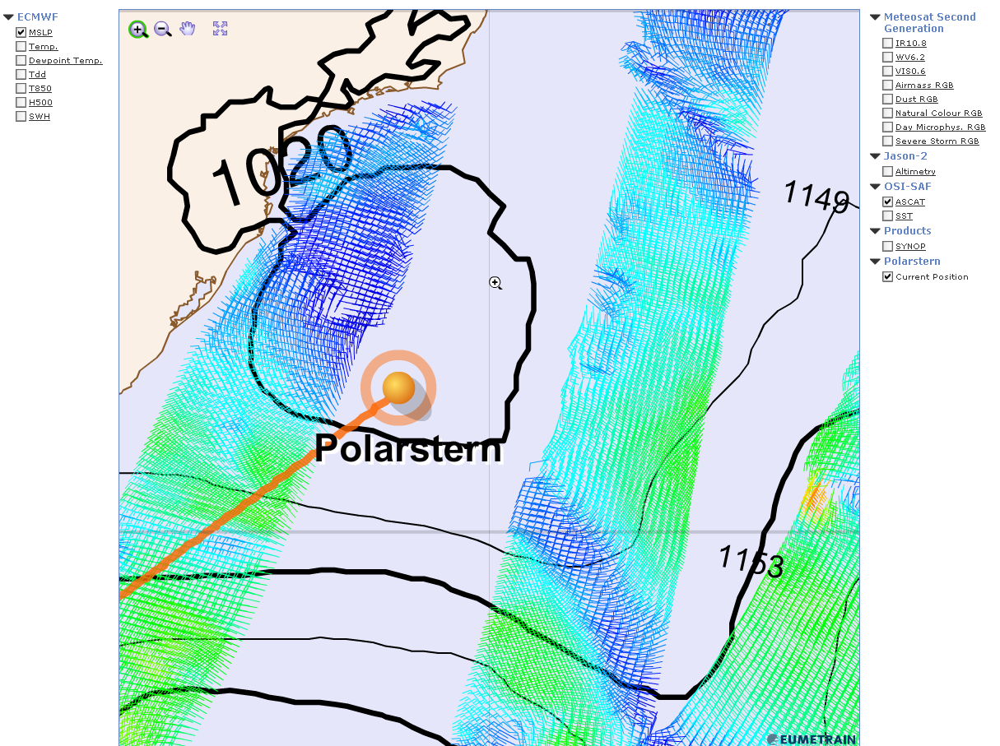 ECMWF
MSLP
Temp.
Dewpoint Temp.
Tdd
T850
H500
SWH
1020
1149
Polarstern
1153
EUMETRAIN
Meteosat Second
Generation
IR10.8
WV6.2
VIS0.6
Airmass RGB
Dust RGB
Natural Colour RGB
Day Microphys. RGB
Severe Storm RGB
Jason-2
Altimetry
OSI-SAF
ASCAT
SST
Products
SYNOP
Polarstern
Current Position